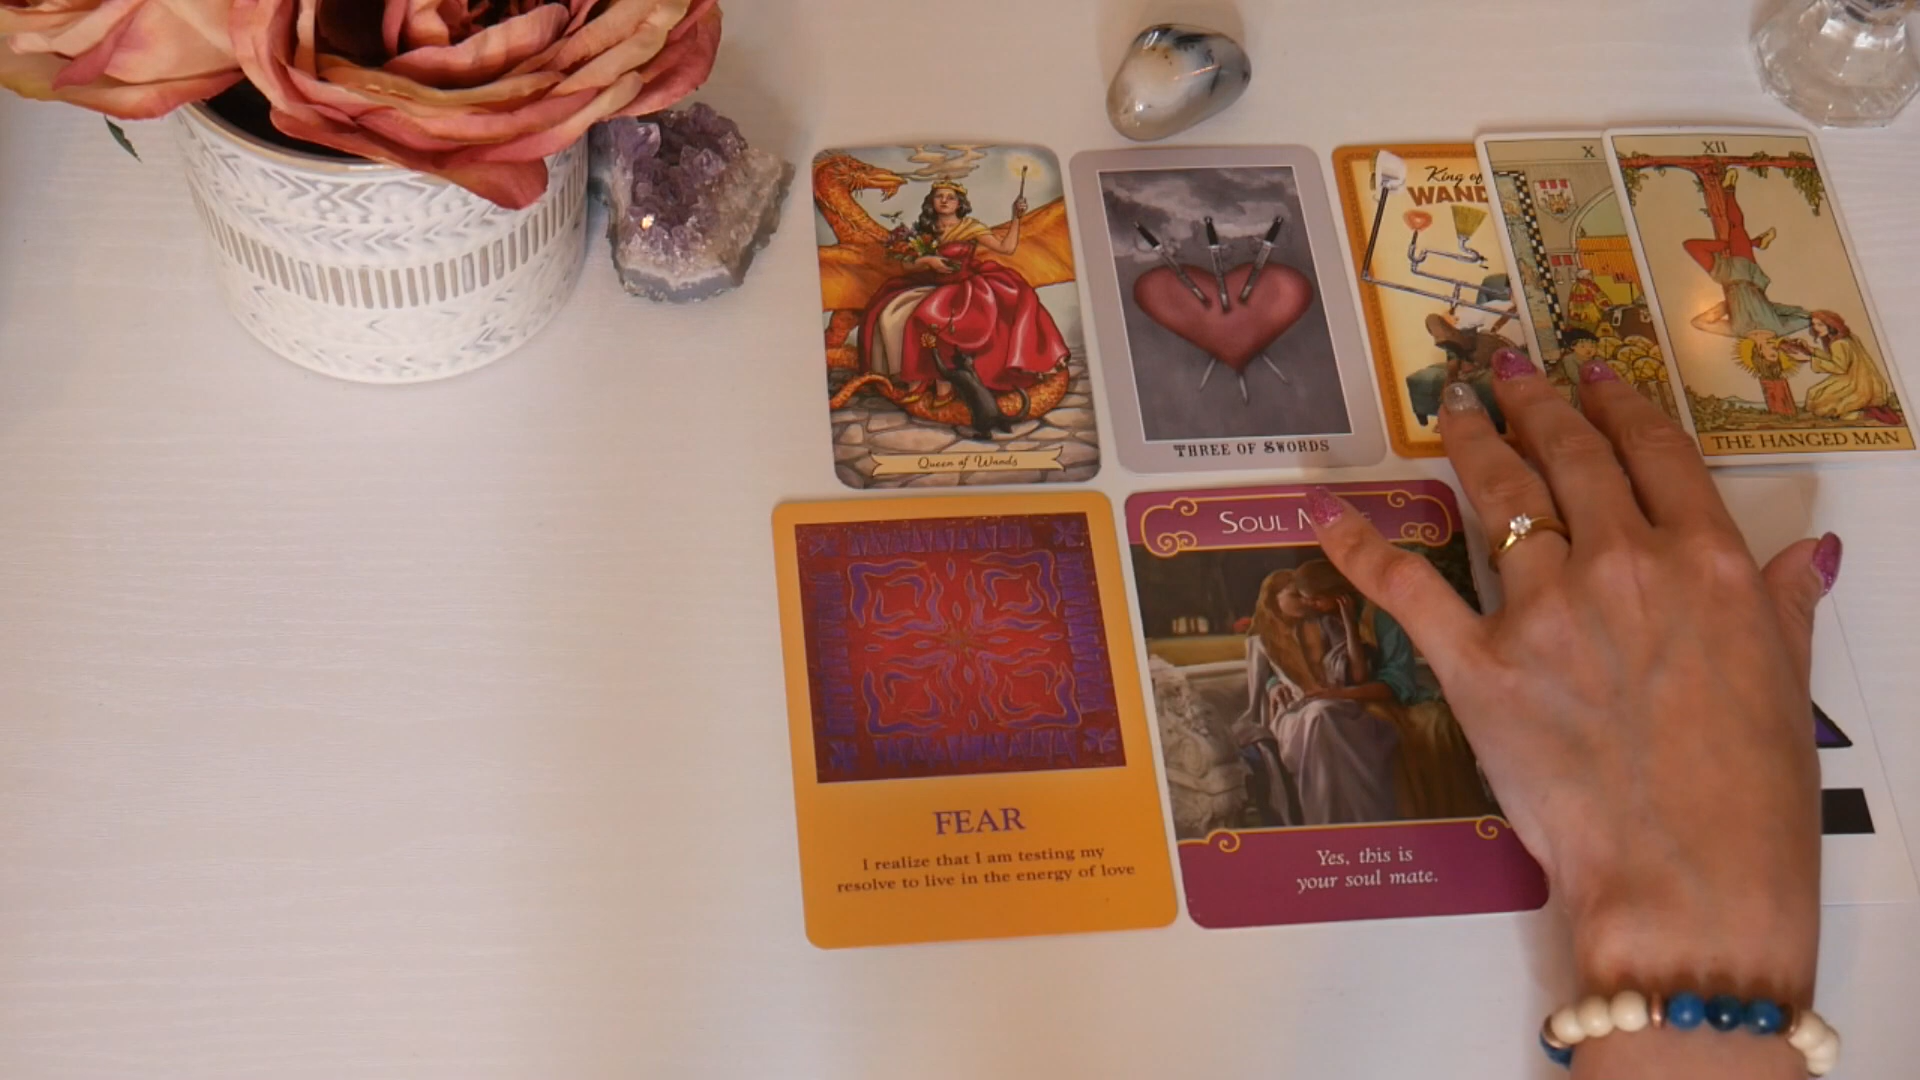 Queen of Wands
THREE OF SWORDS
King of
X
XII
THE HANGED MAN
FEAR
I realize that I am testing my
resolve to live in the energy of love
SOUL
Yes, this is
your soul mate.